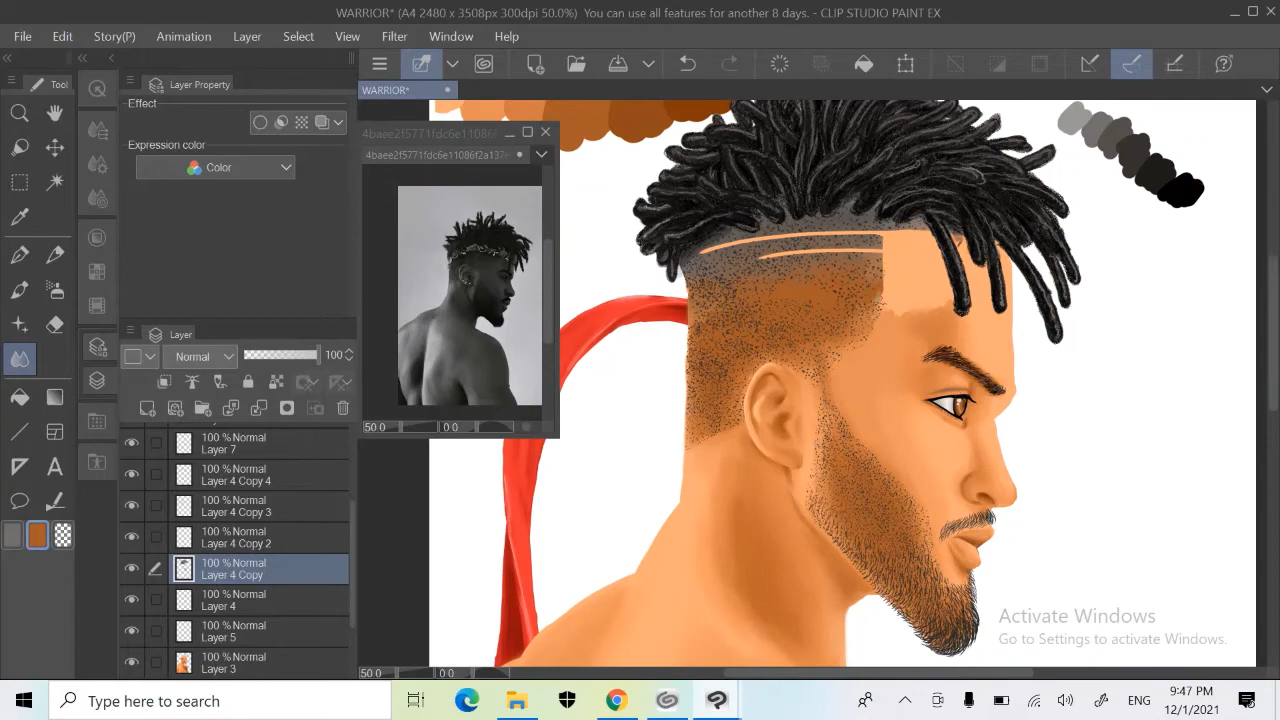 WARRIOR* (A4 2480 x 3508px 300dpi 50.0%) You can use all features for another 8 days. - CLIP STUDIO PAINT EX
File Edit Story(P) Animation Layer Select View Filter Window Help
Tool
Layer Property
WARRIOR*
Effect
Expression color
Color
4baee2f5771fdc6e11086f
4baee2f5771fdc6e11086f2a137
Layer
Normal 100
100 %Normal
Layer 7
100 %Normal
Layer 4 Copy 4
100 %Normal
Layer 4 Copy 3
100 %Normal
Layer 4 Copy 2
100 %Normal
Layer 4 Copy
100 %Normal
Layer 4
100 %Normal
Layer 5
100 %Normal
Layer 3
50.0 0.0
50.0 0.0
Activate Windows
Go to Settings to activate Windows.
Type here to search
ENG
9:47 PM
12/1/2021